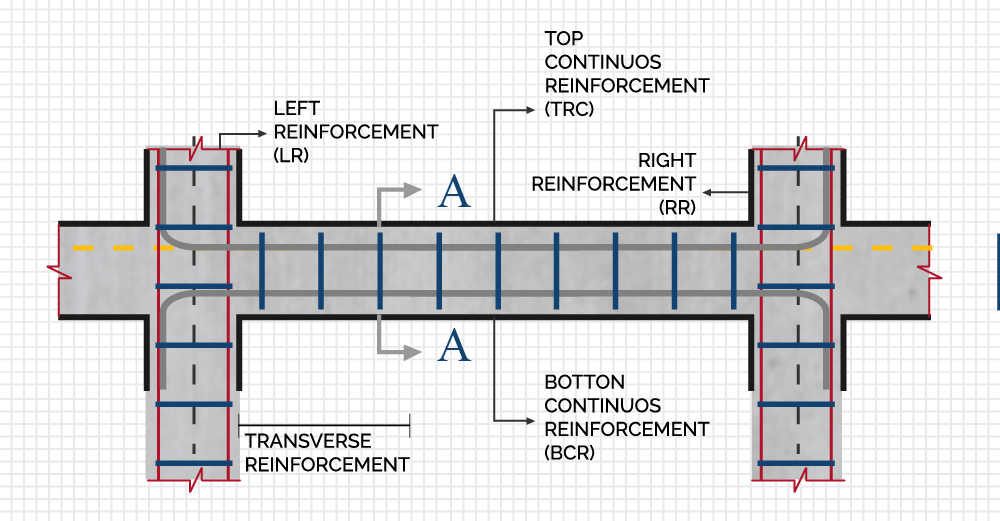 TOP
CONTINUOS
REINFORCEMENT
(TRC)
LEFT
REINFORCEMENT
(LR)
RIGHT
REINFORCEMENT
(RR)
A
A
BOTTON
CONTINUOS
REINFORCEMENT
(BCR)
TRANSVERSE
REINFORCEMENT